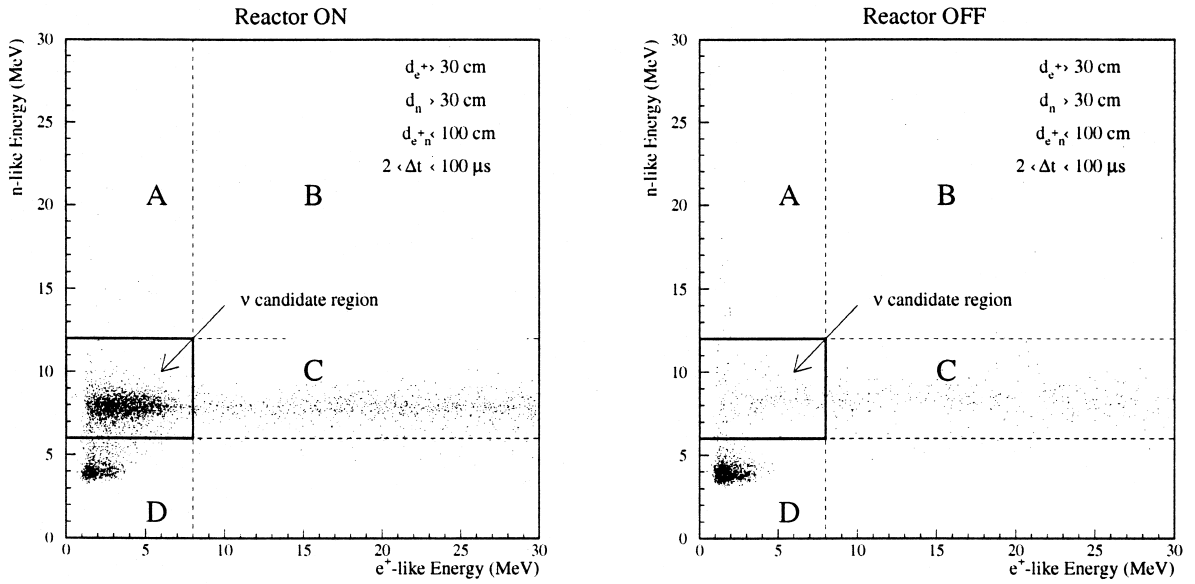 Reactor ON
n-like Energy (MeV)
30
25
20
15
10
5
0
d_e+ > 30 cm
d_n > 30 cm
d_e+n < 100 cm
2 < Δt < 100 μs
A
B
ν candidate region
C
D
0 5 10 15 20 25 30
e⁺-like Energy (MeV)
Reactor OFF
n-like Energy (MeV)
30
25
20
15
10
5
0
d_e+ > 30 cm
d_n > 30 cm
d_e+n < 100 cm
2 < Δt < 100 μs
A
B
ν candidate region
C
D
0 5 10 15 20 25 30
e⁺-like Energy (MeV)